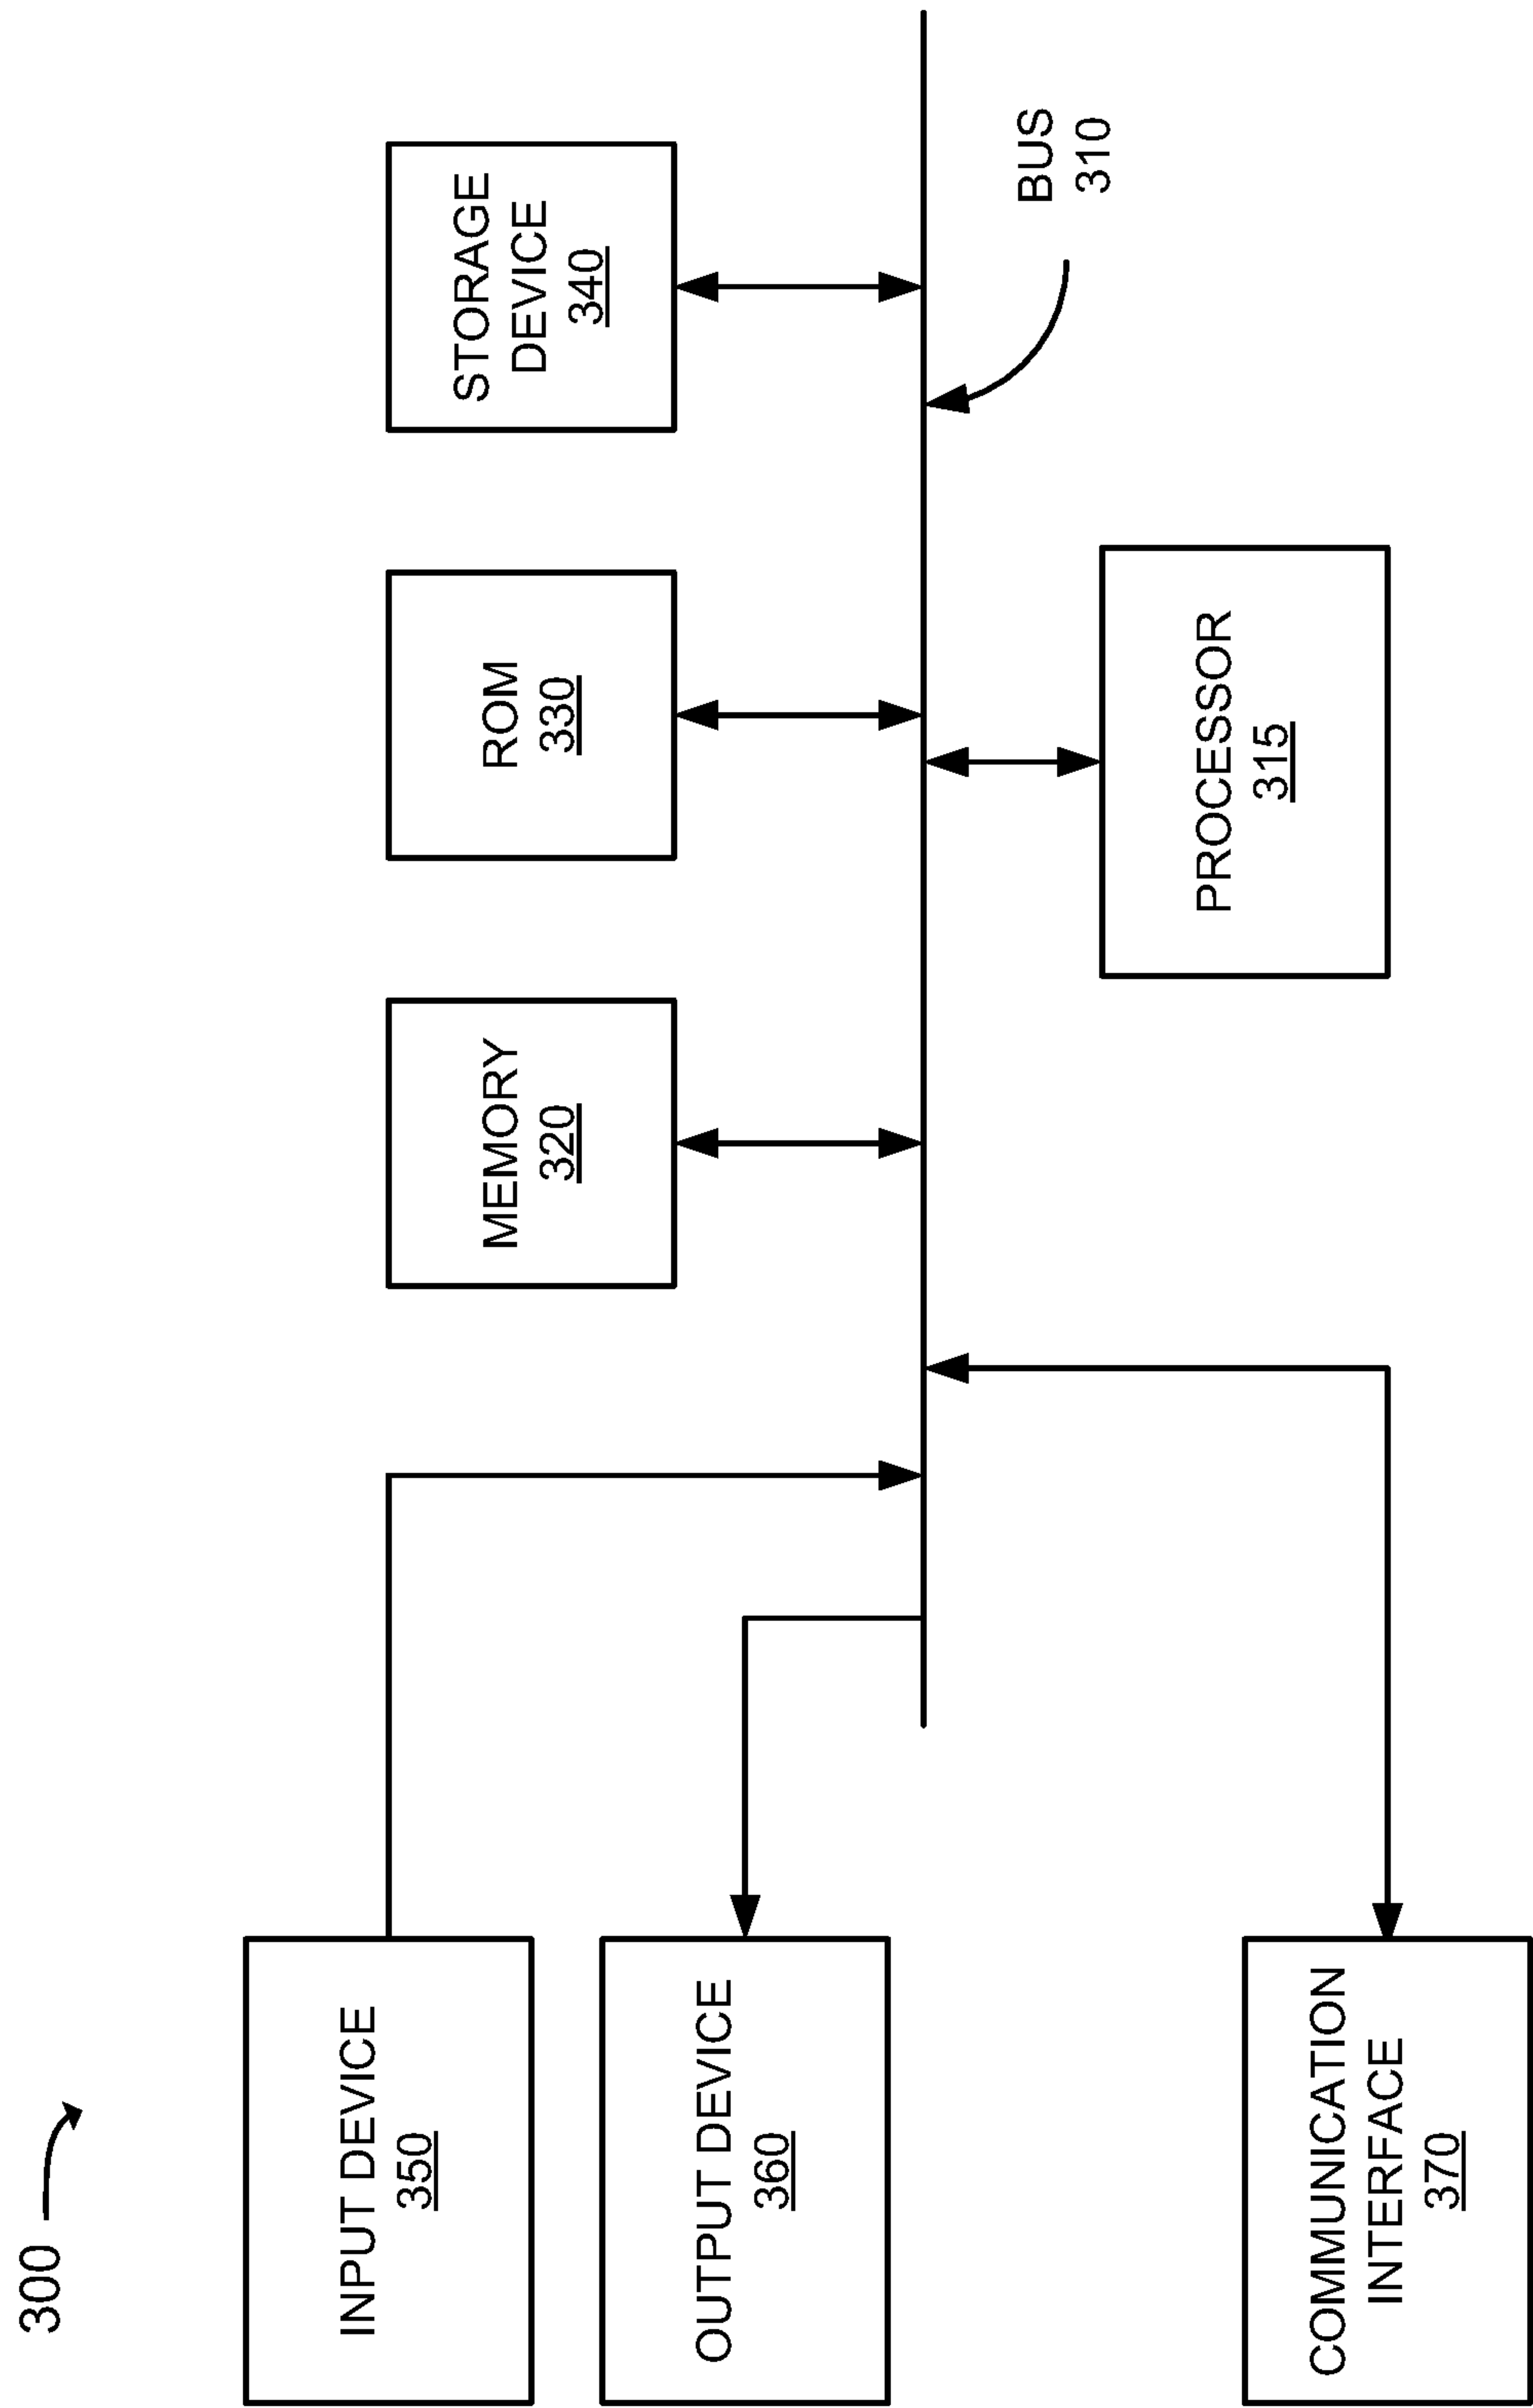 300
INPUT DEVICE
350
OUTPUT DEVICE
360
COMMUNICATION
INTERFACE
370
MEMORY
320
ROM
330
STORAGE
DEVICE
340
PROCESSOR
315
BUS
310